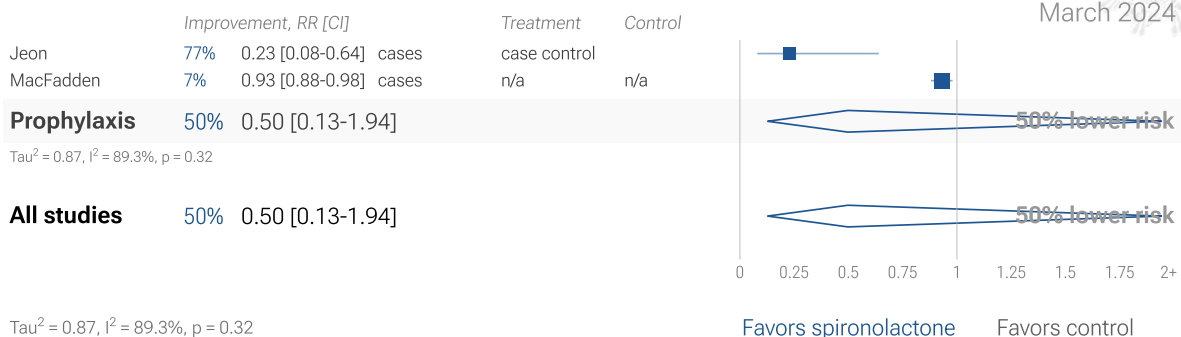 March 2024
Improvement, RR [CI] Treatment Control
Jeon 77% 0.23 [0.08-0.64] cases case control
MacFadden 7% 0.93 [0.88-0.98] cases n/a n/a
Prophylaxis 50% 0.50 [0.13-1.94] 50% lower risk
Tau² = 0.87, I² = 89.3%, p = 0.32
All studies 50% 0.50 [0.13-1.94] 50% lower risk
0 0.25 0.5 0.75 1 1.25 1.5 1.75 2+
Tau² = 0.87, I² = 89.3%, p = 0.32 Favors spironolactone Favors control